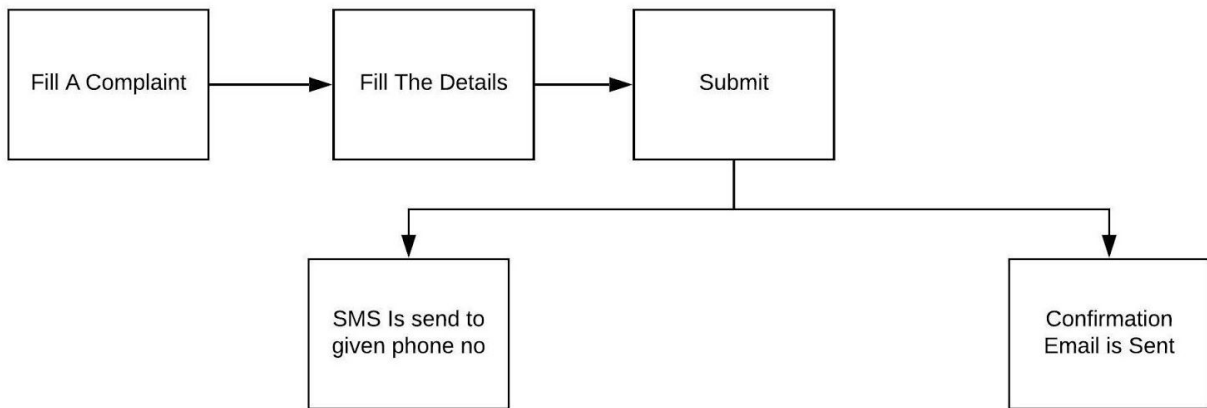 Fill A Complaint
Fill The Details
Submit
SMS Is send to
given phone no
Confirmation
Email is Sent